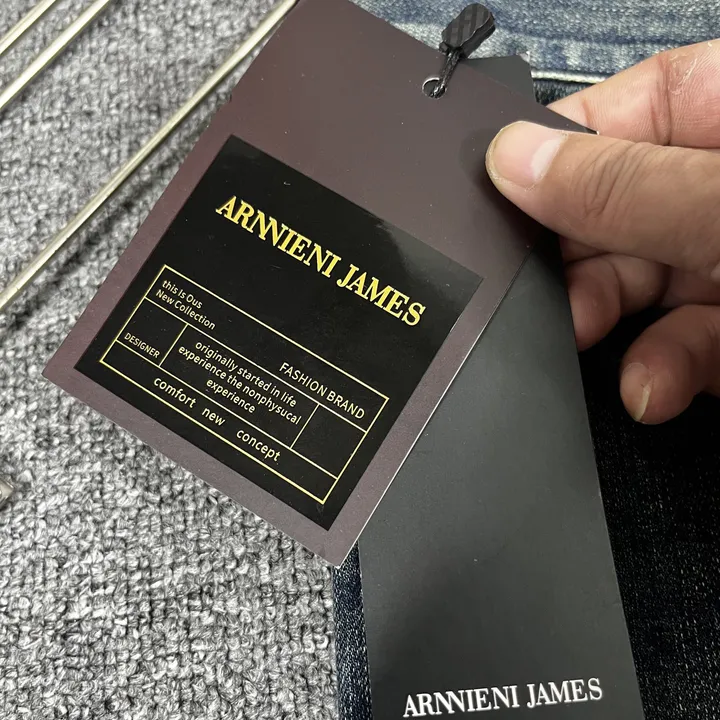 ARNNIENI JAMES
this ls Ous
New Collection
FASHION BRAND
DESIGNER
originally started in life
experience the nonphysucal
experience
comfort new concept
ARNNIENI JAMES